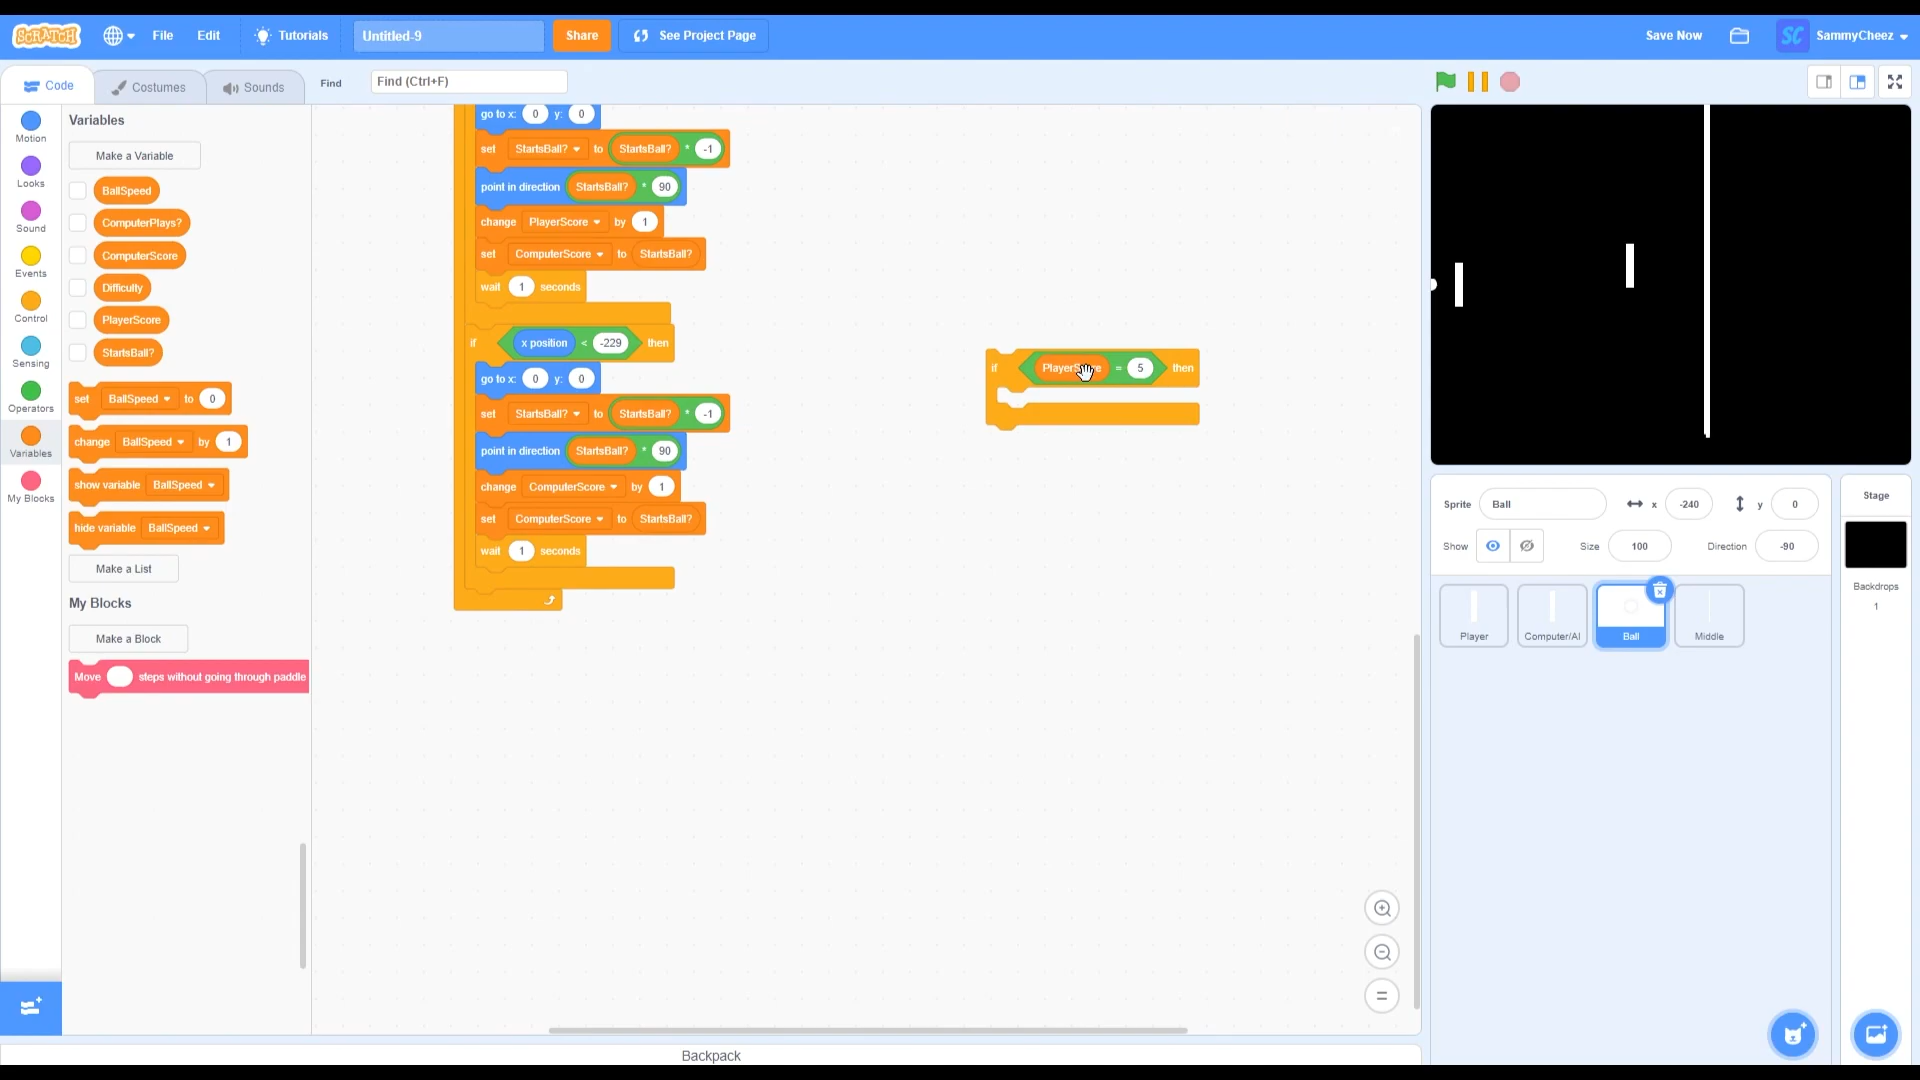 SCRATCH
File
Edit
Tutorials
Untitled-9
Share
See Project Page
Save Now
SC
SammyCheez
Code
Costumes
Sounds
Find
Find (Ctrl+F)
Motion
Looks
Sound
Events
Control
Sensing
Operators
Variables
My Blocks
Variables
Make a Variable
BallSpeed
ComputerPlays?
ComputerScore
Difficulty
PlayerScore
StartsBall?
set BallSpeed to 0
change BallSpeed by 1
show variable BallSpeed
hide variable BallSpeed
Make a List
My Blocks
Make a Block
Move steps without going through paddle
go to x: 0 y: 0
set StartsBall? to StartsBall? * -1
point in direction StartsBall? * 90
change PlayerScore by 1
set ComputerScore to StartsBall?
wait 1 seconds
if x position < -229 then
go to x: 0 y: 0
set StartsBall? to StartsBall? * -1
point in direction StartsBall? * 90
change ComputerScore by 1
set ComputerScore to StartsBall?
wait 1 seconds
if PlayerScore = 5 then
Sprite Ball x -240 y 0
Show Size 100 Direction -90
Player
Computer/AI
Ball
Middle
Stage
Backdrops
1
Backpack